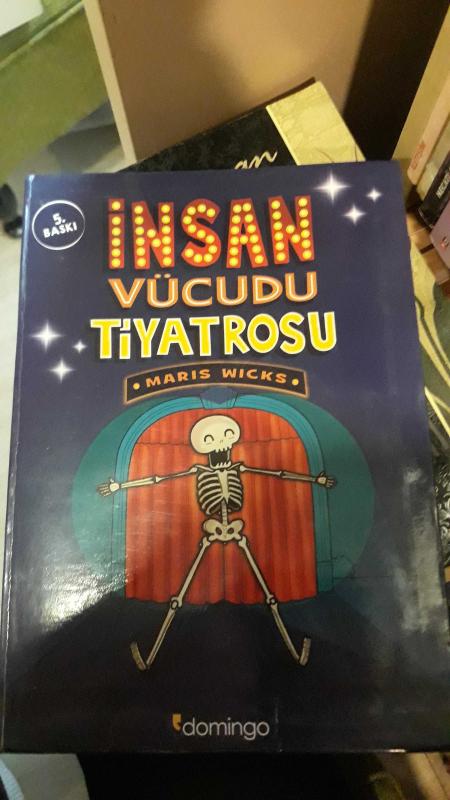 5.
BASKI
İNSAN
VÜCUDU
TİYATROSU
• MARIS WICKS •
domingo